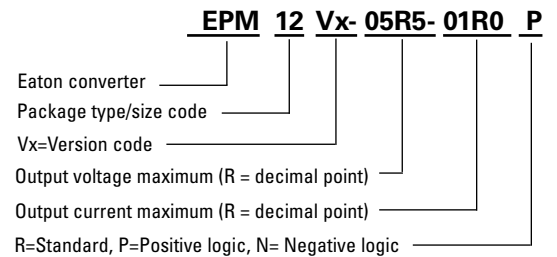 EPM 12 Vx- 05R5- 01R0 P
Eaton converter
Package type/size code
Vx=Version code
Output voltage maximum (R = decimal point)
Output current maximum (R = decimal point)
R=Standard, P=Positive logic, N= Negative logic